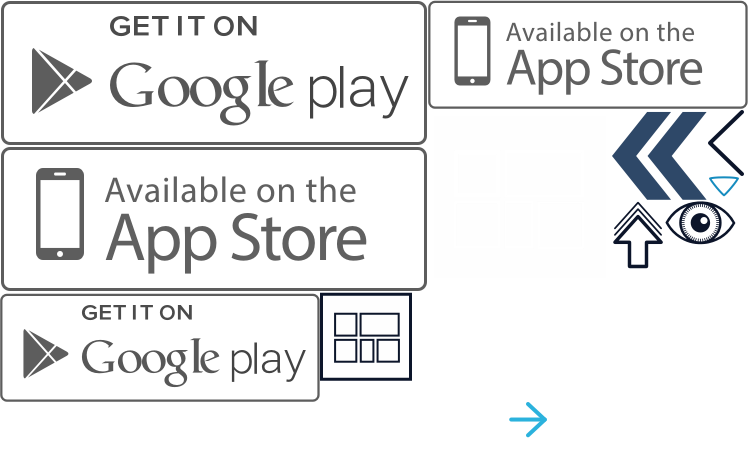 GET IT ON
Google play
Available on the
App Store
Available on the
App Store
GET IT ON
Google play